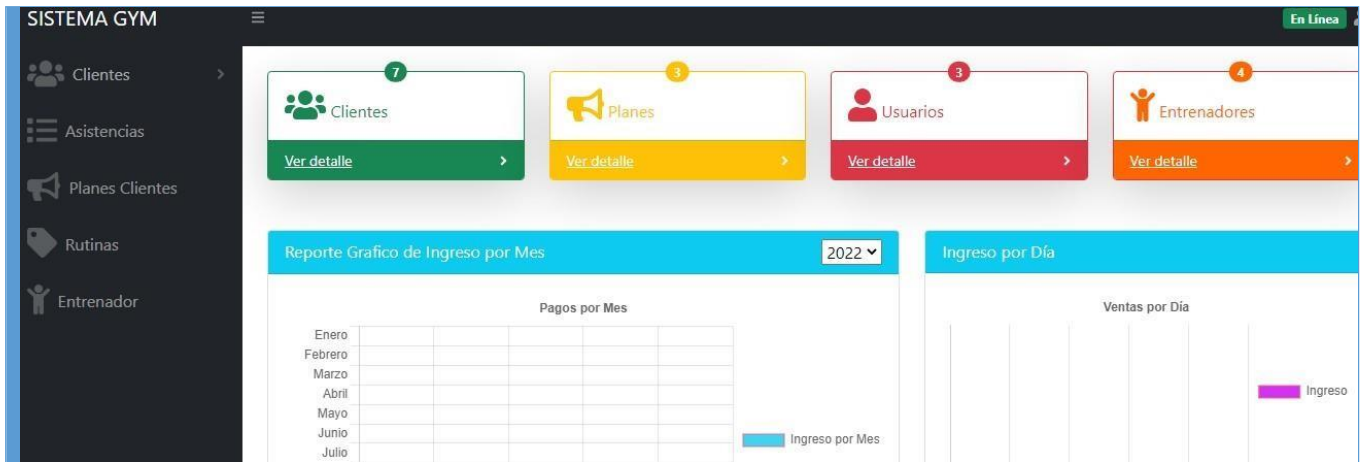 SISTEMA GYM
En Línea
Clientes
Asistencias
Planes Clientes
Rutinas
Entrenador
7
Clientes
Ver detalle
3
Planes
Ver detalle
3
Usuarios
Ver detalle
4
Entrenadores
Ver detalle
Reporte Grafico de Ingreso por Mes
2022
Pagos por Mes
Enero
Febrero
Marzo
Abril
Mayo
Junio
Julio
Ingreso por Mes
Ingreso por Día
Ventas por Día
Ingreso